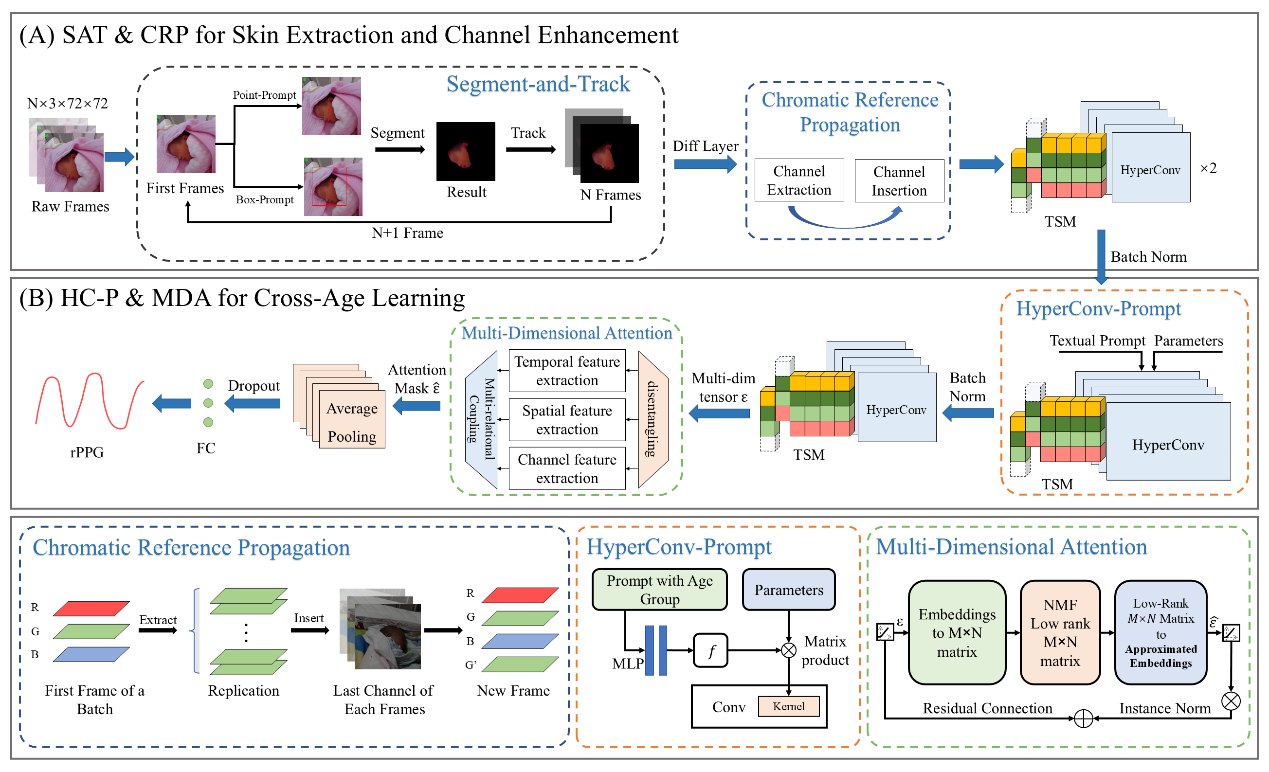 (A) SAT & CRP for Skin Extraction and Channel Enhancement
N×3×72×72
Raw Frames
Segment-and-Track
First Frames
Point-Prompt
Box-Prompt
Segment
Result
Track
N Frames
N+1 Frame
Diff Layer
Chromatic Reference
Propagation
Channel
Extraction
Channel
Insertion
TSM
HyperConv
×2
Batch Norm
(B) HC-P & MDA for Cross-Age Learning
HyperConv-Prompt
Textual Prompt
Parameters
HyperConv
TSM
Batch
Norm
HyperConv
TSM
Multi-dim
tensor ε
Multi-Dimensional Attention
disentangling
Temporal feature
extraction
Spatial feature
extraction
Channel feature
extraction
Multi-relational
Coupling
Attention
Mask ε̂
Average
Pooling
Dropout
FC
rPPG
Chromatic Reference Propagation
R
G
B
First Frame of a
Batch
Extract
Replication
Insert
Last Channel of
Each Frames
R
G
B
G'
New Frame
HyperConv-Prompt
Prompt with Age
Group
Parameters
MLP
f
Matrix
product
Conv
Kernel
Multi-Dimensional Attention
ε
Embeddings
to M×N
matrix
NMF
Low rank
M×N
matrix
Low-Rank
M×N Matrix
to
Approximated
Embeddings
ε̂
Residual Connection
Instance Norm